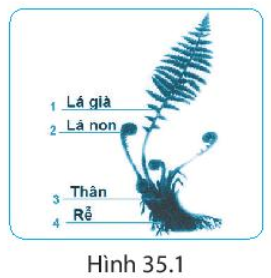 1 Lá già
2 Lá non
3 Thân
4 Rễ
Hình 35.1